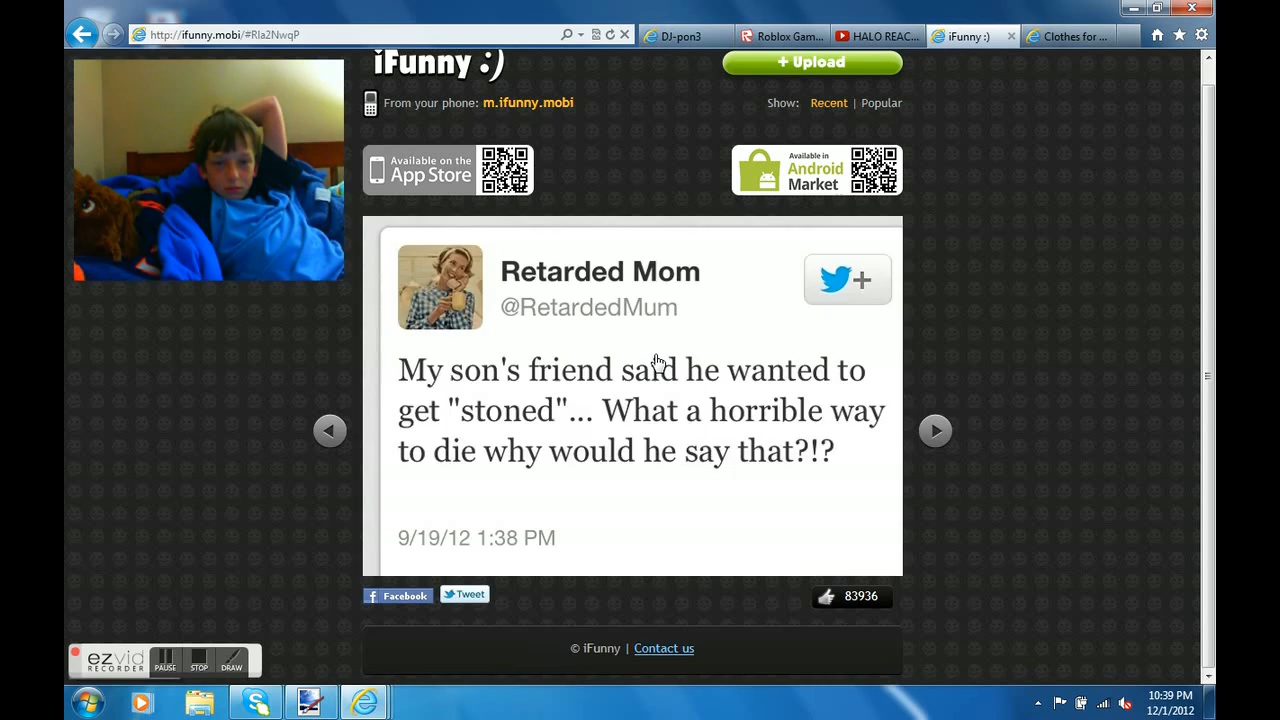 http://ifunny.mobi/#Rla2NwqP
DJ-pon3
Roblox Gam...
HALO REAC...
iFunny :)
Clothes for ...
iFunny :)
+ Upload
From your phone: m.ifunny.mobi
Show: Recent | Popular
Available on the
App Store
Available in
Android
Market
Retarded Mom
@RetardedMum
My son's friend said he wanted to
get "stoned"... What a horrible way
to die why would he say that?!?
9/19/12 1:38 PM
Facebook
Tweet
83936
© iFunny | Contact us
ezvid
RECORDER
PAUSE
STOP
DRAW
10:39 PM
12/1/2012